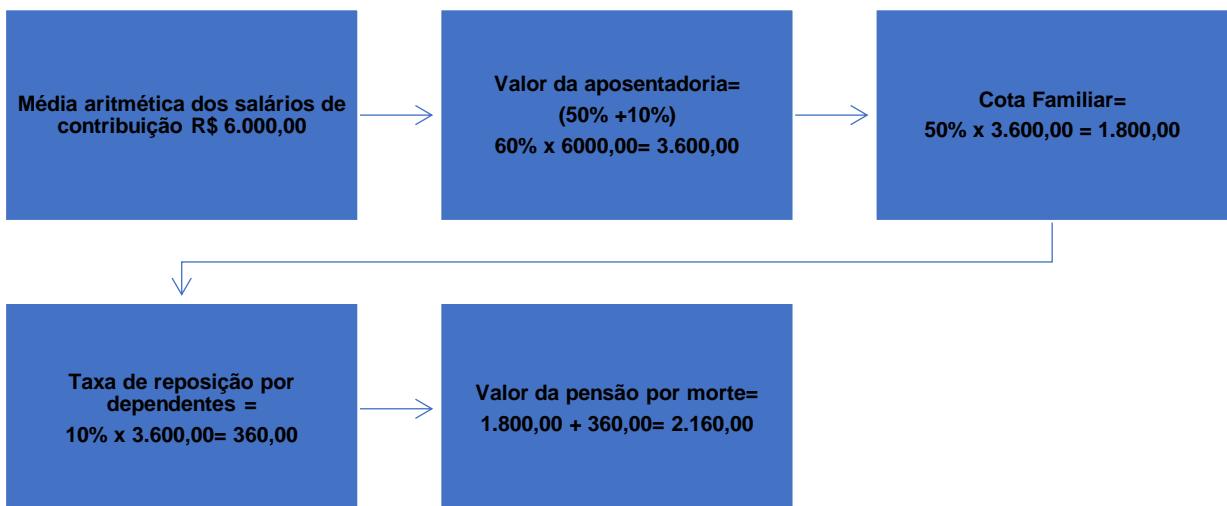 Média aritmética dos salários de
contribuição R$ 6.000,00
Valor da aposentadoria=
(50% +10%)
60% x 6000,00= 3.600,00
Cota Familiar=
50% x 3.600,00 = 1.800,00
Taxa de reposição por
dependentes =
10% x 3.600,00= 360,00
Valor da pensão por morte=
1.800,00 + 360,00= 2.160,00